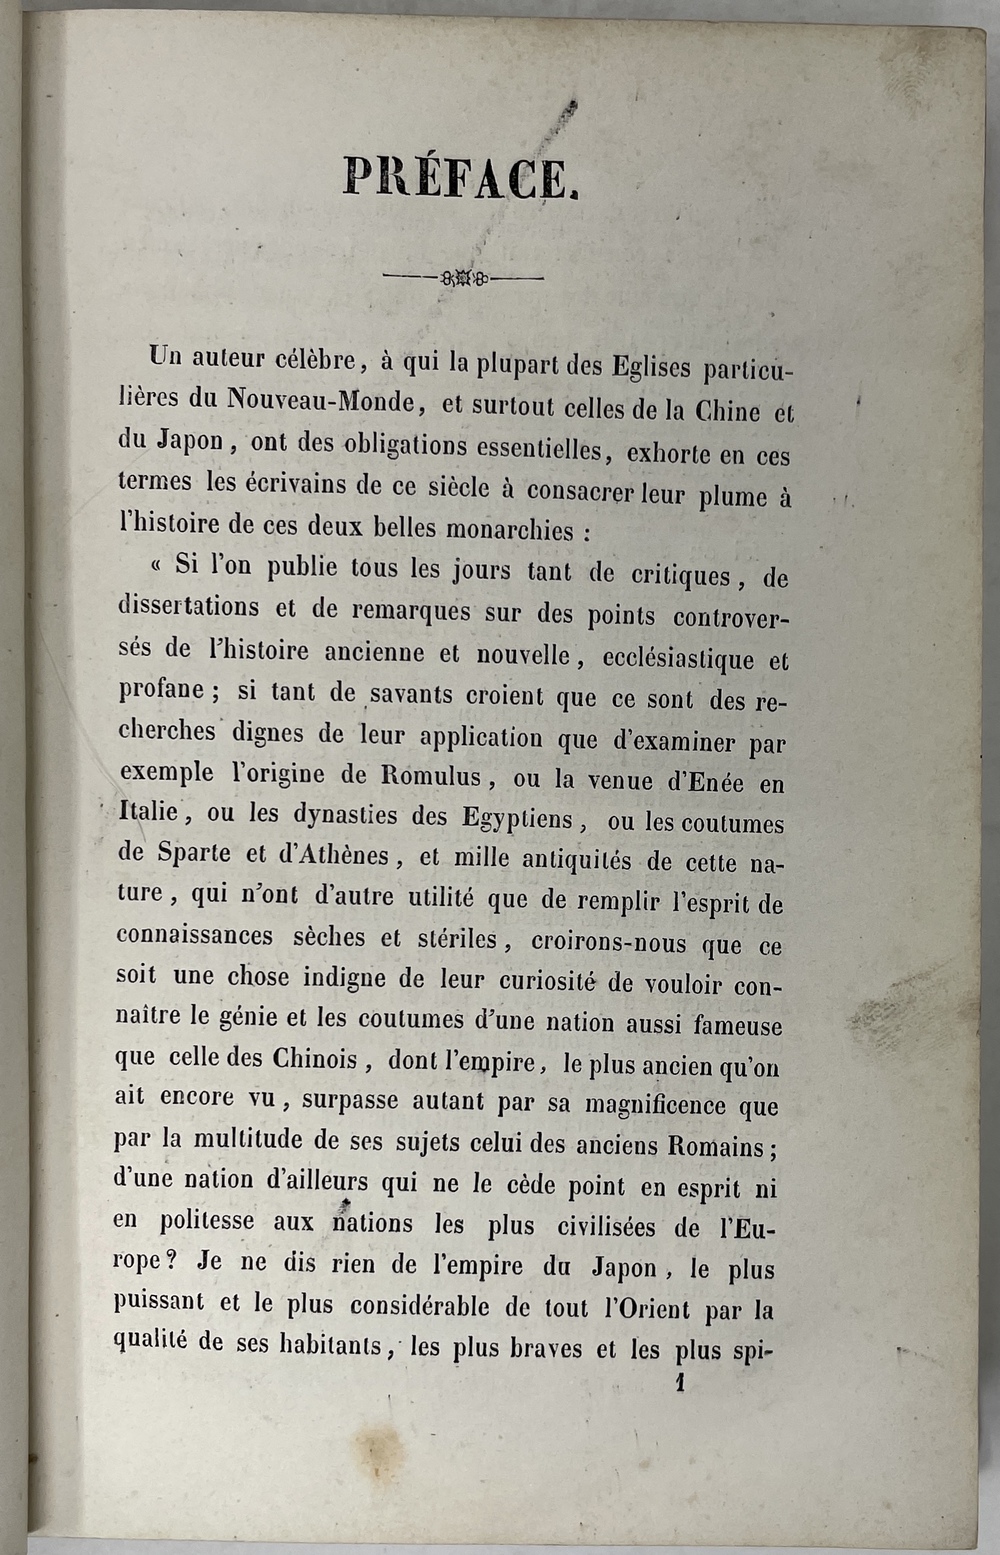 PRÉFACE.
Un auteur célèbre, à qui la plupart des Eglises particu-
lières du Nouveau-Monde, et surtout celles de la Chine et
du Japon, ont des obligations essentielles, exhorte en ces
termes les écrivains de ce siècle à consacrer leur plume à
l'histoire de ces deux belles monarchies :
« Si l'on publie tous les jours tant de critiques, de
dissertations et de remarques sur des points controver-
sés de l'histoire ancienne et nouvelle, ecclésiastique et
profane ; si tant de savants croient que ce sont des re-
cherches dignes de leur application que d'examiner par
exemple l'origine de Romulus, ou la venue d'Enée en
Italie, ou les dynasties des Egyptiens, ou les coutumes
de Sparte et d'Athènes, et mille antiquités de cette na-
ture, qui n'ont d'autre utilité que de remplir l'esprit de
connaissances sèches et stériles, croirons-nous que ce
soit une chose indigne de leur curiosité de vouloir con-
naître le génie et les coutumes d'une nation aussi fameuse
que celle des Chinois, dont l'empire, le plus ancien qu'on
ait encore vu, surpasse autant par sa magnificence que
par la multitude de ses sujets celui des anciens Romains ;
d'une nation d'ailleurs qui ne le cède point en esprit ni
en politesse aux nations les plus civilisées de l'Eu-
rope? Je ne dis rien de l'empire du Japon, le plus
puissant et le plus considérable de tout l'Orient par la
qualité de ses habitants, les plus braves et les plus spi-
1